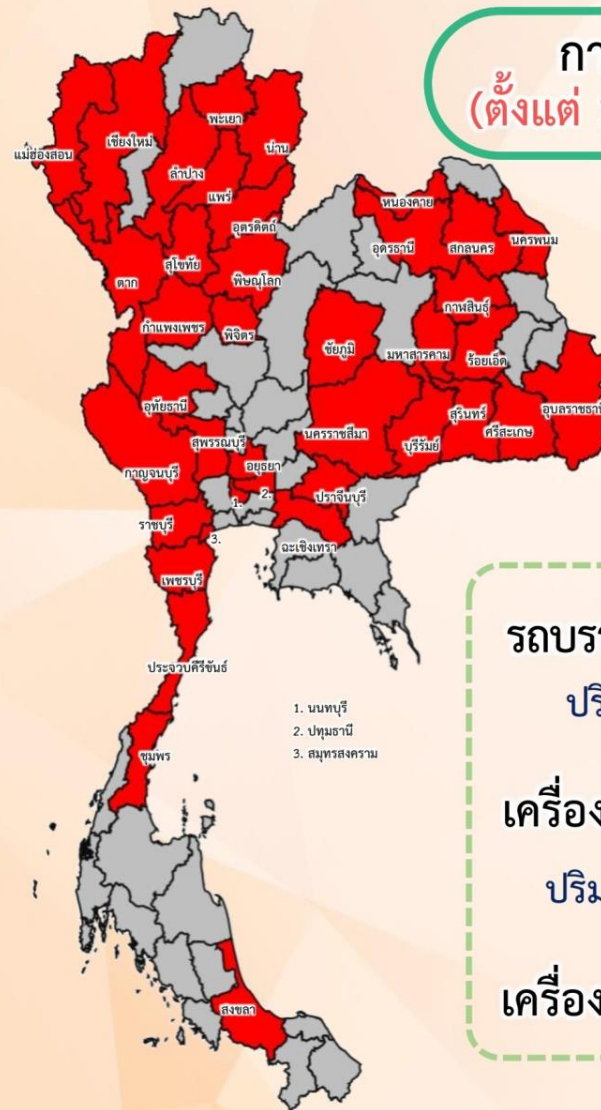 กา
(ตั้งแต่
พะเยา
เชียงใหม่
น่าน
แม่ฮ่องสอน
ลำปาง
แพร่
หนองคาย
อุตรดิตถ์
อุดรธานี
สกลนคร
นครพนม
สุโขทัย
ตาก
พิษณุโลก
กาฬสินธุ์
กำแพงเพชร
พิจิตร
ชัยภูมิ
มหาสารคาม
ร้อยเอ็ด
อุทัยธานี
อุบลราชธานี
สุรินทร์
สุพรรณบุรี
นครราชสีมา
ศรีสะเกษ
บุรีรัมย์
อยุธยา
กาญจนบุรี
ปราจีนบุรี
1.
2.
ราชบุรี
3.
ฉะเชิงเทรา
เพชรบุรี
รถบรร
ประจวบคีรีขันธ์
ปริ
1. นนทบุรี
2. ปทุมธานี
3. สมุทรสงคราม
ชุมพร
เครื่อง
ปริม
เครื่อง
สงขลา